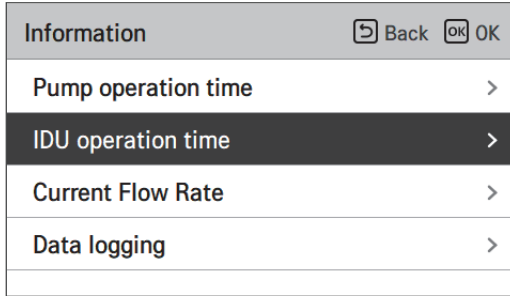 Information Back OK OK
Pump operation time
IDU operation time
Current Flow Rate
Data logging